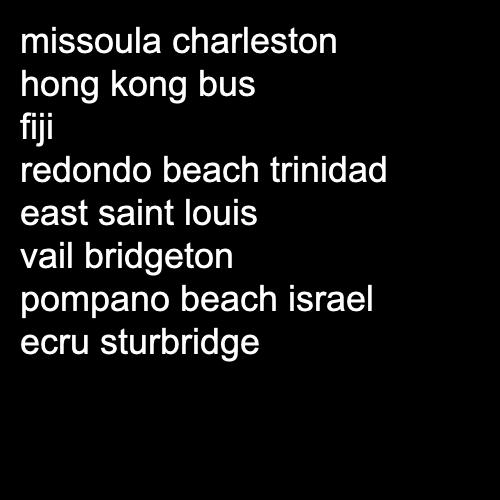 missoula charleston
hong kong bus
fiji
redondo beach trinidad
east saint louis
vail bridgeton
pompano beach israel
ecru sturbridge